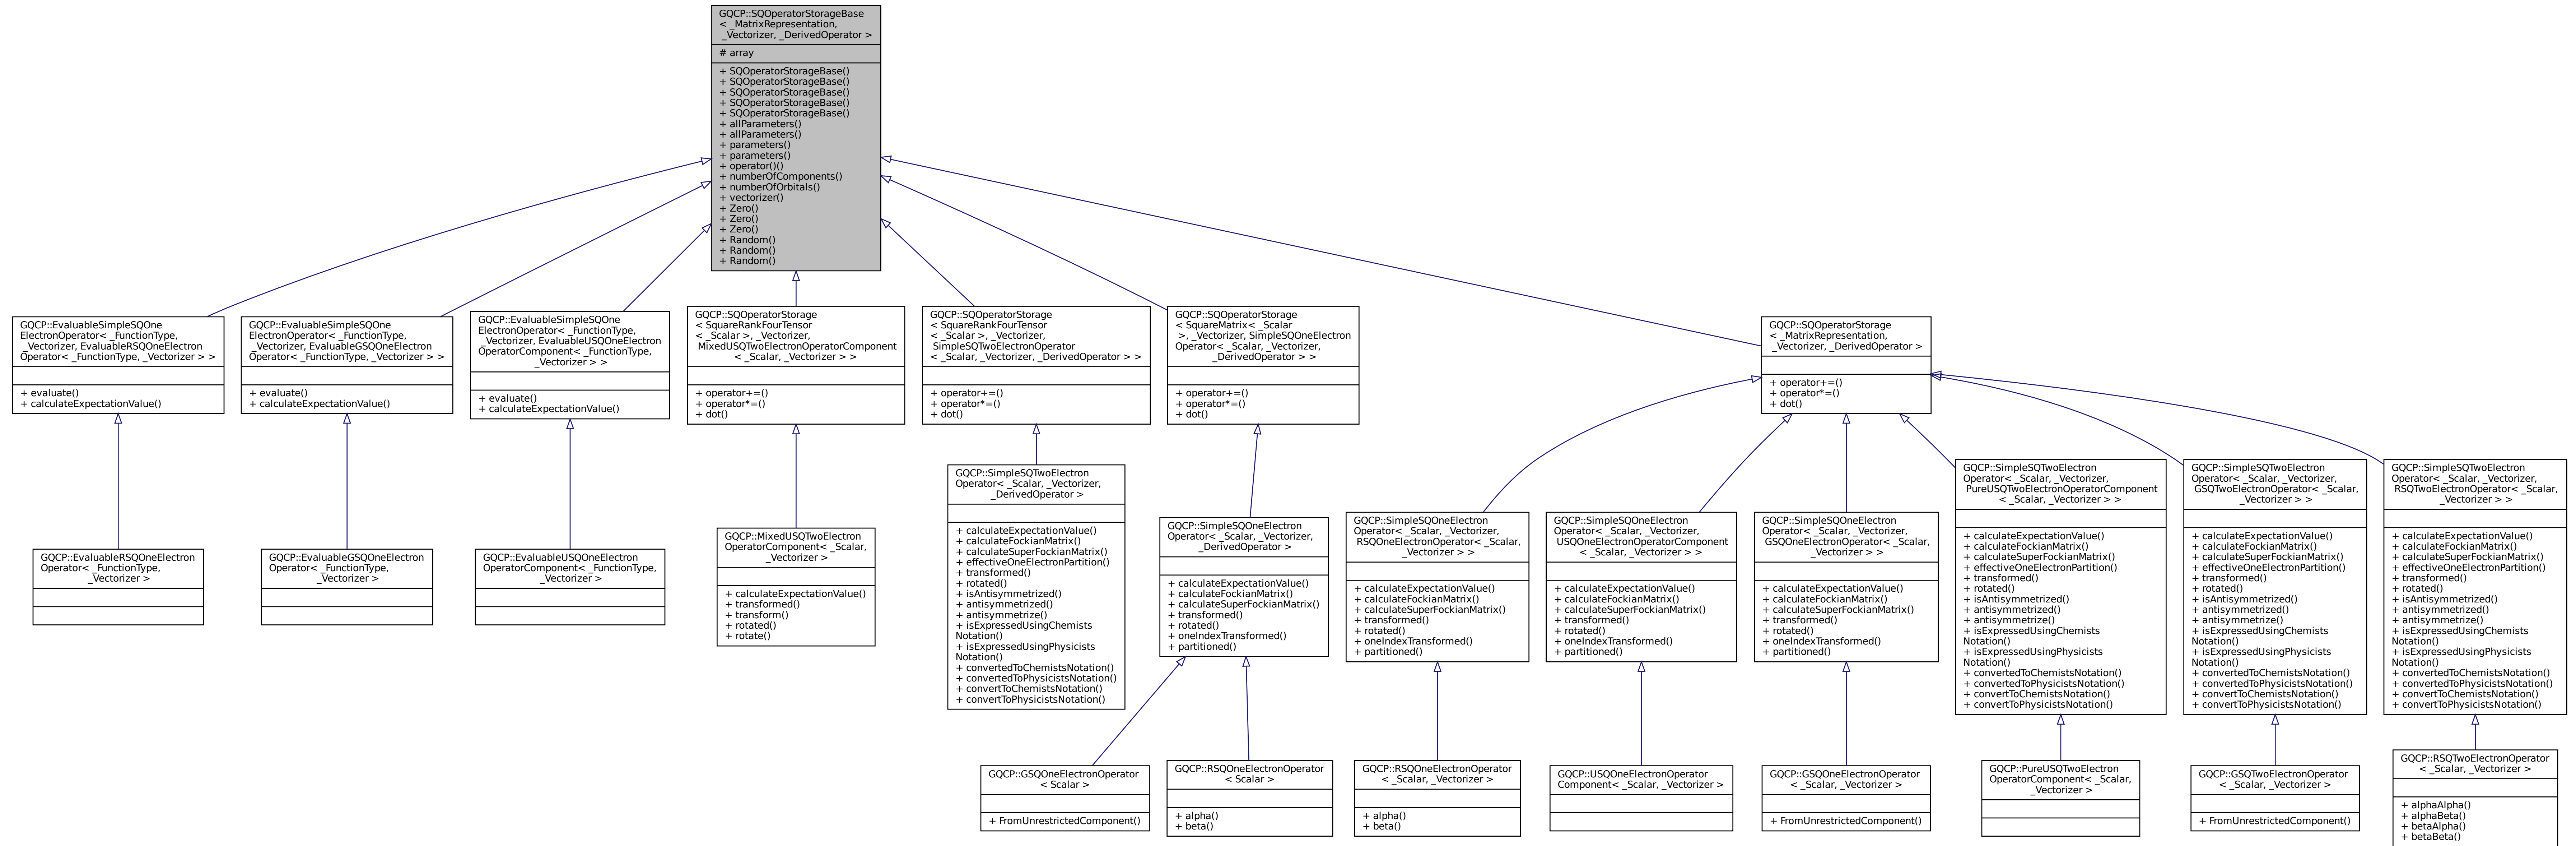 GQCP::SQOperatorStorageBase
< _MatrixRepresentation,
_Vectorizer, _DerivedOperator >
# array
+ SQOperatorStorageBase()
+ SQOperatorStorageBase()
+ SQOperatorStorageBase()
+ SQOperatorStorageBase()
+ SQOperatorStorageBase()
+ allParameters()
+ allParameters()
+ parameters()
+ parameters()
+ operator()()
+ numberOfComponents()
+ numberOfOrbitals()
+ vectorizer()
+ Zero()
+ Zero()
+ Zero()
+ Random()
+ Random()
+ Random()
GQCP::EvaluableSimpleSQOne
ElectronOperator< _FunctionType,
_Vectorizer, EvaluableRSQOneElectron
Operator< _FunctionType, _Vectorizer > >
+ evaluate()
+ calculateExpectationValue()
GQCP::EvaluableSimpleSQOne
ElectronOperator< _FunctionType,
_Vectorizer, EvaluableGSQOneElectron
Operator< _FunctionType, _Vectorizer > >
+ evaluate()
+ calculateExpectationValue()
GQCP::EvaluableSimpleSQOne
ElectronOperator< _FunctionType,
_Vectorizer, EvaluableUSQOneElectron
OperatorComponent< _FunctionType,
_Vectorizer > >
+ evaluate()
+ calculateExpectationValue()
GQCP::SQOperatorStorage
< SquareRankFourTensor
< _Scalar >, _Vectorizer,
MixedUSQTwoElectronOperatorComponent
< _Scalar, _Vectorizer > >
+ operator+=()
+ operator*=()
+ dot()
GQCP::SQOperatorStorage
< SquareRankFourTensor
< _Scalar >, _Vectorizer,
SimpleSQTwoElectronOperator
< _Scalar, _Vectorizer, _DerivedOperator > >
+ operator+=()
+ operator*=()
+ dot()
GQCP::SQOperatorStorage
< SquareMatrix< _Scalar
>, _Vectorizer, SimpleSQOneElectron
Operator< _Scalar, _Vectorizer,
_DerivedOperator > >
+ operator+=()
+ operator*=()
+ dot()
GQCP::SQOperatorStorage
< _MatrixRepresentation,
_Vectorizer, _DerivedOperator >
+ operator+=()
+ operator*=()
+ dot()
GQCP::EvaluableRSQOneElectron
Operator< _FunctionType,
_Vectorizer >
GQCP::EvaluableGSQOneElectron
Operator< _FunctionType,
_Vectorizer >
GQCP::EvaluableUSQOneElectron
OperatorComponent< _FunctionType,
_Vectorizer >
GQCP::MixedUSQTwoElectron
OperatorComponent< _Scalar,
_Vectorizer >
+ calculateExpectationValue()
+ transformed()
+ transform()
+ rotated()
+ rotate()
GQCP::SimpleSQTwoElectron
Operator< _Scalar, _Vectorizer,
_DerivedOperator >
+ calculateExpectationValue()
+ calculateFockianMatrix()
+ calculateSuperFockianMatrix()
+ effectiveOneElectronPartition()
+ transformed()
+ rotated()
+ isAntisymmetrized()
+ antisymmetrized()
+ antisymmetrize()
+ isExpressedUsingChemists
Notation()
+ isExpressedUsingPhysicists
Notation()
+ convertedToChemistsNotation()
+ convertedToPhysicistsNotation()
+ convertToChemistsNotation()
+ convertToPhysicistsNotation()
GQCP::SimpleSQOneElectron
Operator< _Scalar, _Vectorizer,
_DerivedOperator >
+ calculateExpectationValue()
+ calculateFockianMatrix()
+ calculateSuperFockianMatrix()
+ transformed()
+ rotated()
+ oneIndexTransformed()
+ partitioned()
GQCP::SimpleSQOneElectron
Operator< _Scalar, _Vectorizer,
RSQOneElectronOperator< _Scalar,
_Vectorizer > >
+ calculateExpectationValue()
+ calculateFockianMatrix()
+ calculateSuperFockianMatrix()
+ transformed()
+ rotated()
+ oneIndexTransformed()
+ partitioned()
GQCP::SimpleSQOneElectron
Operator< _Scalar, _Vectorizer,
USQOneElectronOperatorComponent
< _Scalar, _Vectorizer > >
+ calculateExpectationValue()
+ calculateFockianMatrix()
+ calculateSuperFockianMatrix()
+ transformed()
+ rotated()
+ oneIndexTransformed()
+ partitioned()
GQCP::SimpleSQOneElectron
Operator< _Scalar, _Vectorizer,
GSQOneElectronOperator< _Scalar,
_Vectorizer > >
+ calculateExpectationValue()
+ calculateFockianMatrix()
+ calculateSuperFockianMatrix()
+ transformed()
+ rotated()
+ oneIndexTransformed()
+ partitioned()
GQCP::SimpleSQTwoElectron
Operator< _Scalar, _Vectorizer,
PureUSQTwoElectronOperatorComponent
< _Scalar, _Vectorizer > >
+ calculateExpectationValue()
+ calculateFockianMatrix()
+ calculateSuperFockianMatrix()
+ effectiveOneElectronPartition()
+ transformed()
+ rotated()
+ isAntisymmetrized()
+ antisymmetrized()
+ antisymmetrize()
+ isExpressedUsingChemists
Notation()
+ isExpressedUsingPhysicists
Notation()
+ convertedToChemistsNotation()
+ convertedToPhysicistsNotation()
+ convertToChemistsNotation()
+ convertToPhysicistsNotation()
GQCP::SimpleSQTwoElectron
Operator< _Scalar, _Vectorizer,
GSQTwoElectronOperator< _Scalar,
_Vectorizer > >
+ calculateExpectationValue()
+ calculateFockianMatrix()
+ calculateSuperFockianMatrix()
+ effectiveOneElectronPartition()
+ transformed()
+ rotated()
+ isAntisymmetrized()
+ antisymmetrized()
+ antisymmetrize()
+ isExpressedUsingChemists
Notation()
+ isExpressedUsingPhysicists
Notation()
+ convertedToChemistsNotation()
+ convertedToPhysicistsNotation()
+ convertToChemistsNotation()
+ convertToPhysicistsNotation()
GQCP::SimpleSQTwoElectron
Operator< _Scalar, _Vectorizer,
RSQTwoElectronOperator< _Scalar,
_Vectorizer > >
+ calculateExpectationValue()
+ calculateFockianMatrix()
+ calculateSuperFockianMatrix()
+ effectiveOneElectronPartition()
+ transformed()
+ rotated()
+ isAntisymmetrized()
+ antisymmetrized()
+ antisymmetrize()
+ isExpressedUsingChemists
Notation()
+ isExpressedUsingPhysicists
Notation()
+ convertedToChemistsNotation()
+ convertedToPhysicistsNotation()
+ convertToChemistsNotation()
+ convertToPhysicistsNotation()
GQCP::GSQOneElectronOperator
< Scalar >
+ FromUnrestrictedComponent()
GQCP::RSQOneElectronOperator
< Scalar >
+ alpha()
+ beta()
GQCP::RSQOneElectronOperator
< _Scalar, _Vectorizer >
+ alpha()
+ beta()
GQCP::USQOneElectronOperator
Component< _Scalar, _Vectorizer >
GQCP::GSQOneElectronOperator
< _Scalar, _Vectorizer >
+ FromUnrestrictedComponent()
GQCP::PureUSQTwoElectron
OperatorComponent< _Scalar,
_Vectorizer >
GQCP::GSQTwoElectronOperator
< _Scalar, _Vectorizer >
+ FromUnrestrictedComponent()
GQCP::RSQTwoElectronOperator
< _Scalar, _Vectorizer >
+ alphaAlpha()
+ alphaBeta()
+ betaAlpha()
+ betaBeta()